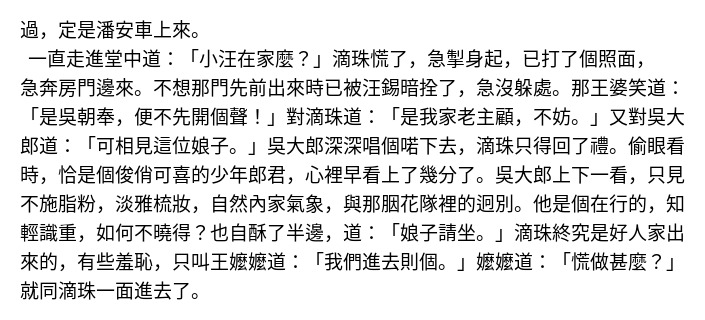 過，定是潘安車上來。
一直走進堂中道：「小汪在家麼？」滴珠慌了，急掣身起，已打了個照面，
急奔房門邊來。不想那門先前出來時已被汪錫暗拴了，急沒躲處。那王婆笑道：
「是吳朝奉，便不先開個聲！」對滴珠道：「是我家老主顧，不妨。」又對吳大
郎道：「可相見這位娘子。」吳大郎深深唱個喏下去，滴珠只得回了禮。偷眼看
時，恰是個俊俏可喜的少年郎君，心裡早看上了幾分了。吳大郎上下一看，只見
不施脂粉，淡雅梳妝，自然內家氣象，與那胭花隊裡的迥別。他是個在行的，知
輕識重，如何不曉得？也自酥了半邊，道：「娘子請坐。」滴珠終究是好人家出
來的，有些羞恥，只叫王嬤嬤道：「我們進去則個。」嬤嬤道：「慌做甚麼？」
就同滴珠一面進去了。